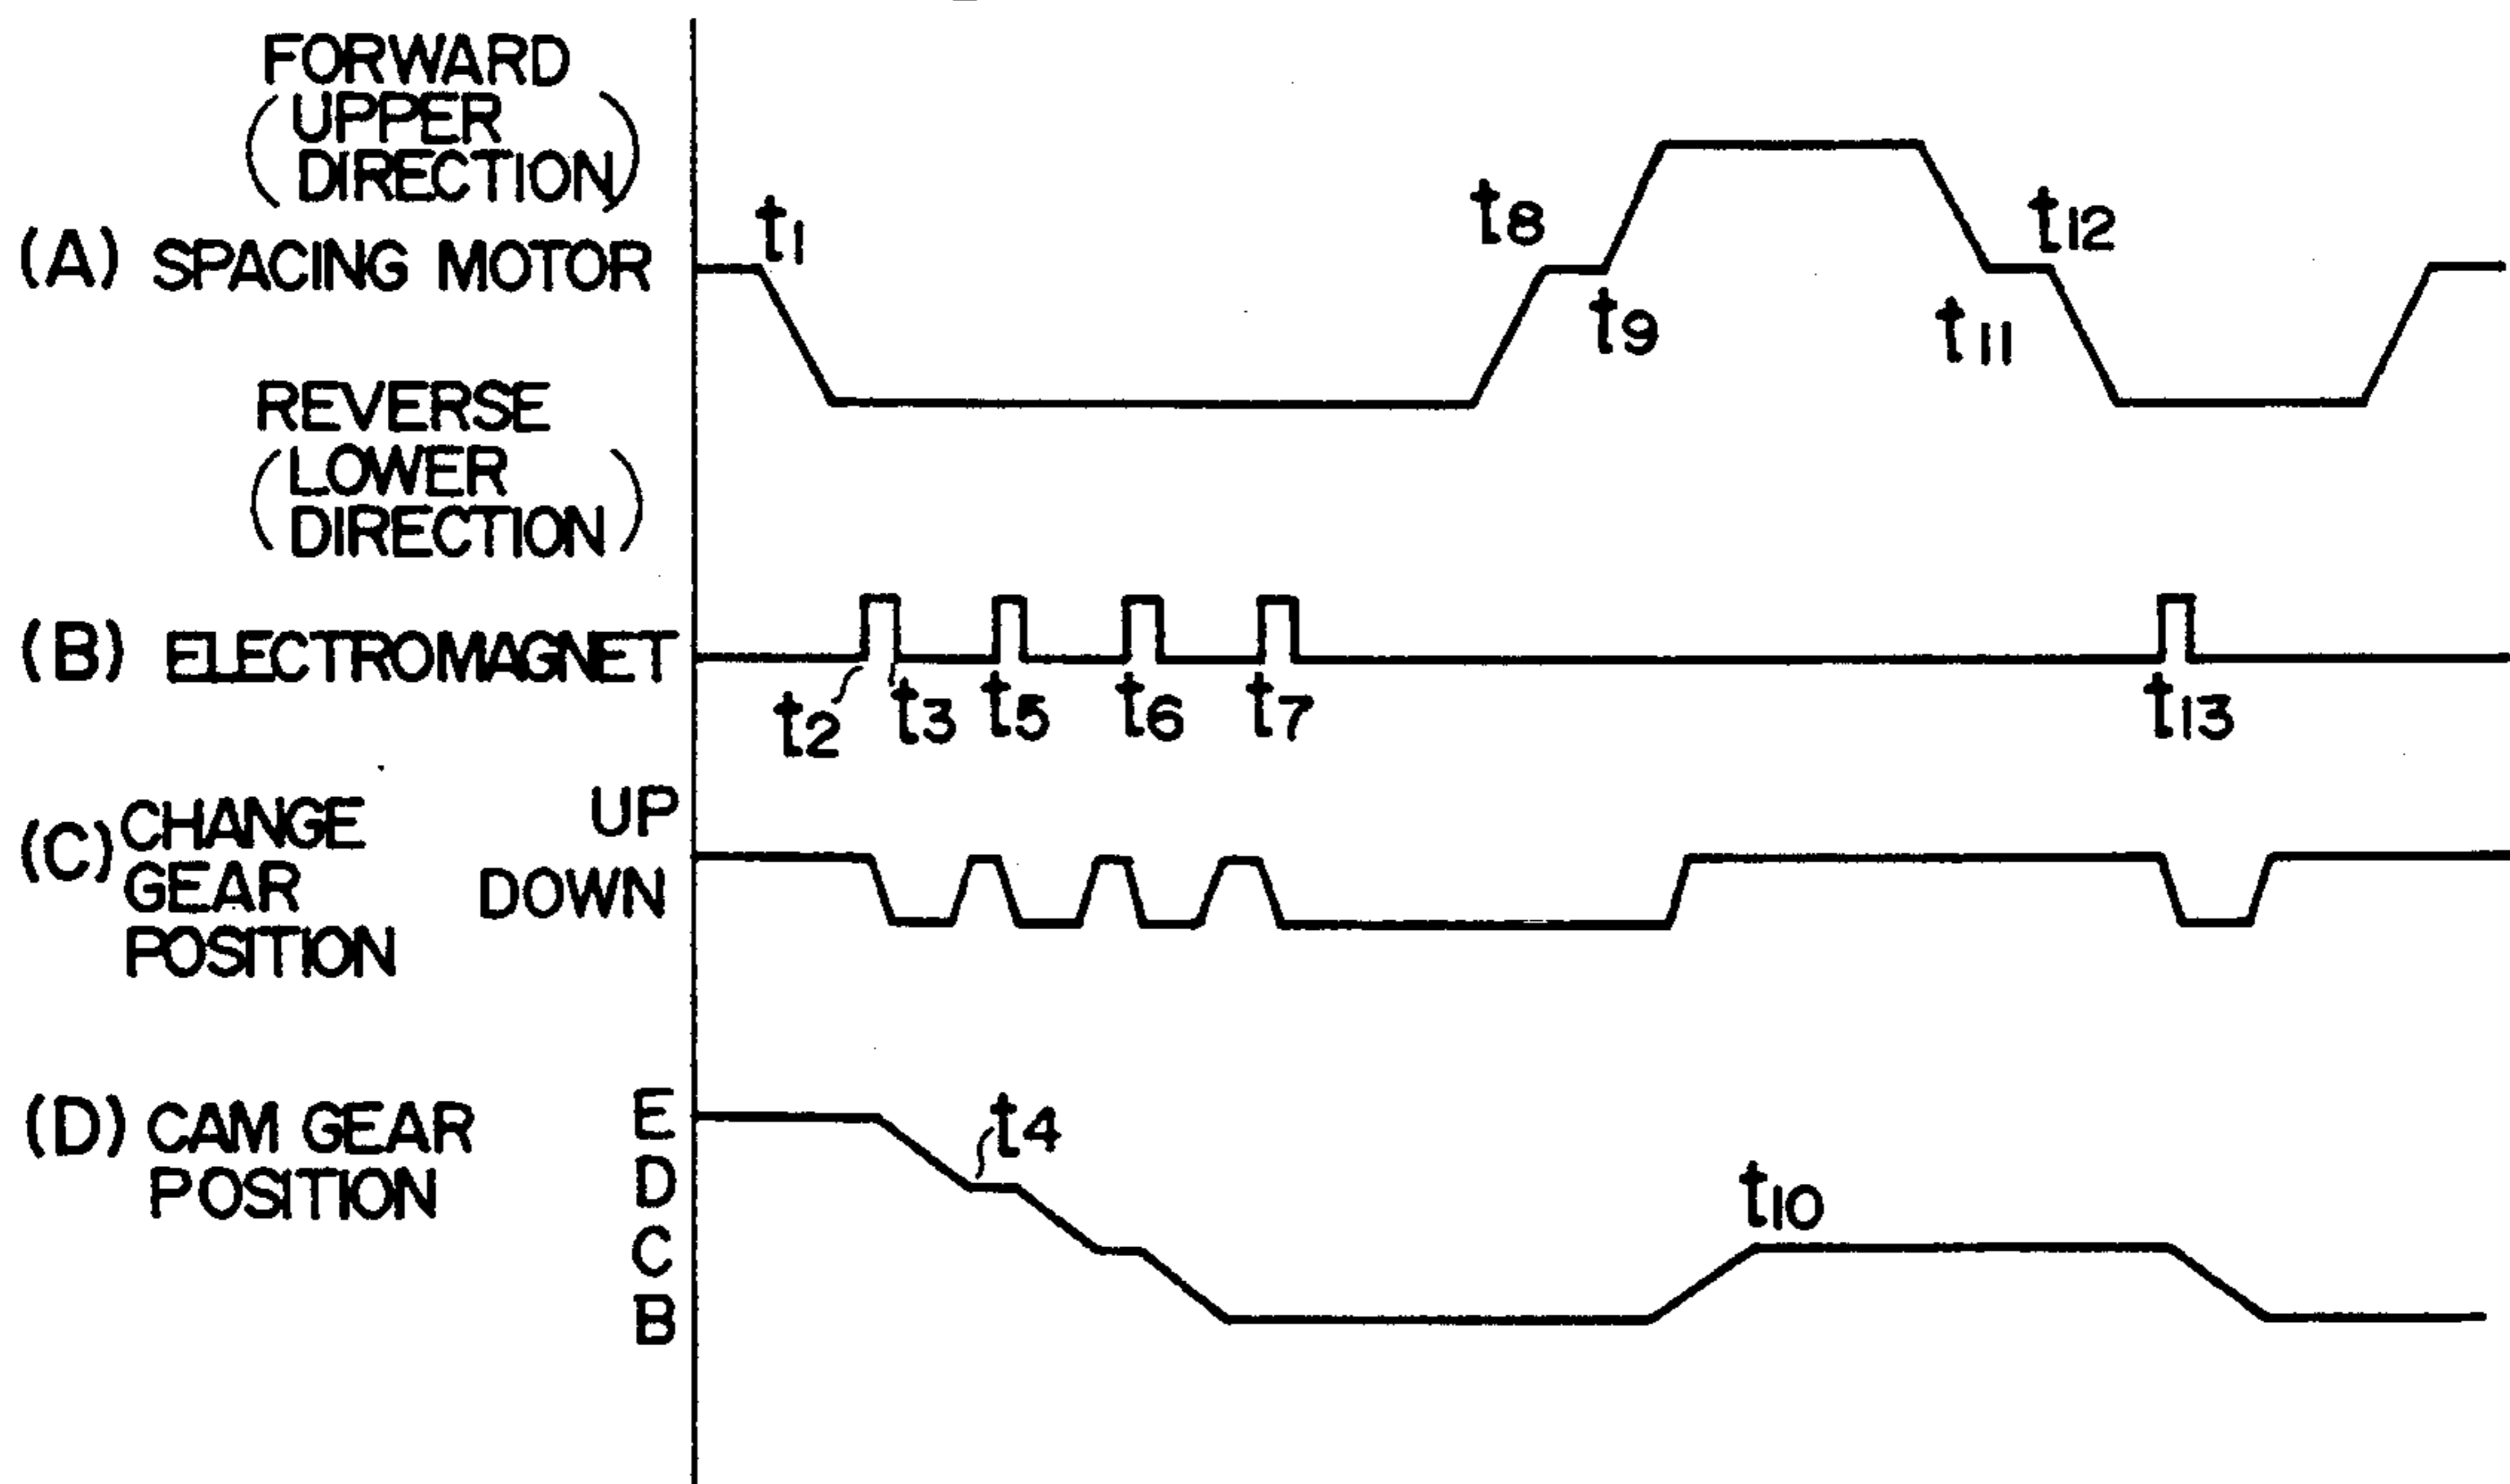 FORWARD
(UPPER
DIRECTION)
(A) SPACING MOTOR
REVERSE
(LOWER
DIRECTION)
t1
t8
t9
t11
t12
(B) ELECTROMAGNET
t2
t3
t5
t6
t7
t13
(C) CHANGE
GEAR
POSITION
UP
DOWN
(D) CAM GEAR
POSITION
E
D
C
B
t4
t10